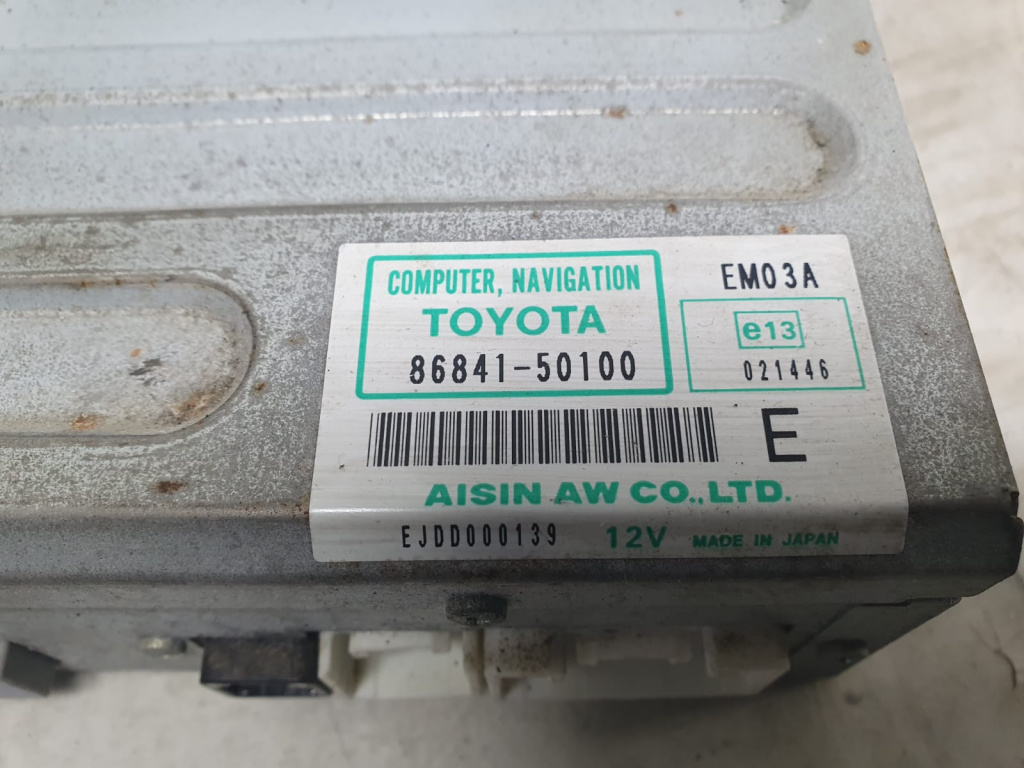 COMPUTER, NAVIGATION
TOYOTA
86841-50100
EM03A
e13
021446
E
AISIN AW CO.,LTD.
EJDD000139 12V MADE IN JAPAN